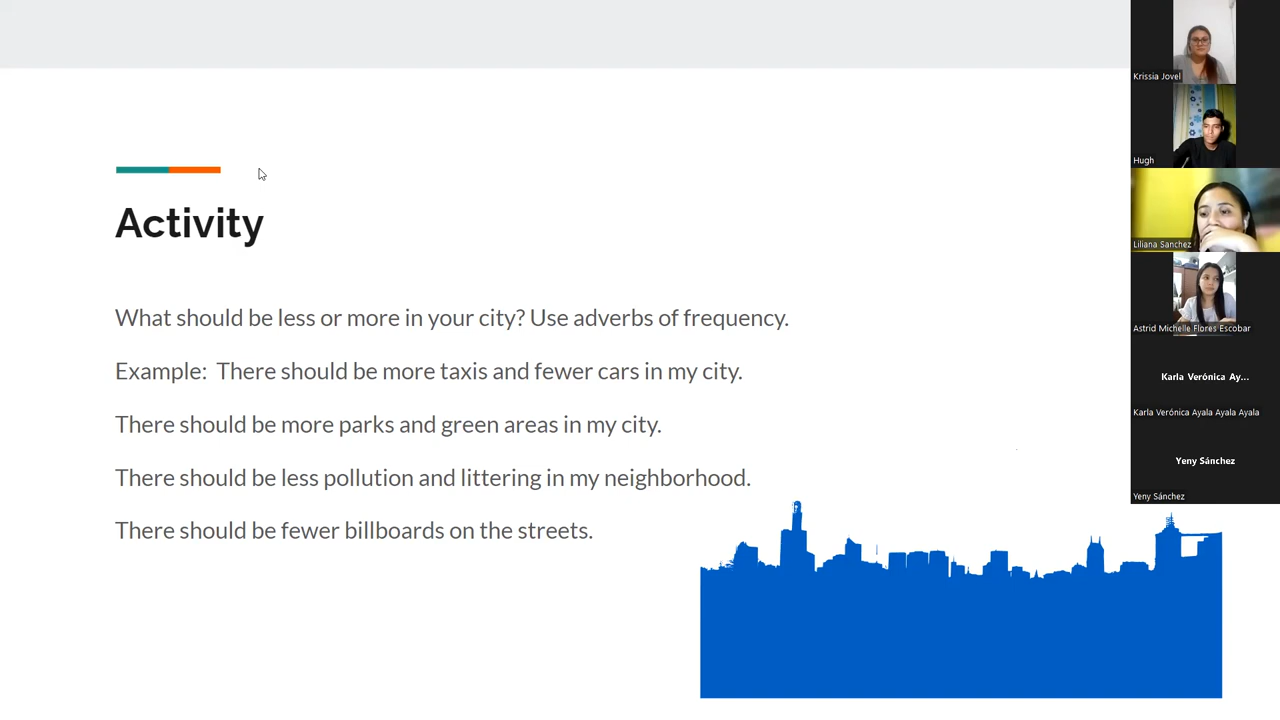 Activity
What should be less or more in your city? Use adverbs of frequency.
Example:  There should be more taxis and fewer cars in my city.
There should be more parks and green areas in my city.
There should be less pollution and littering in my neighborhood.
There should be fewer billboards on the streets.
Krissia Jovel
Hugh
Liliana Sanchez
Astrid Michelle Flores Escobar
Karla Verónica Ay...
Karla Verónica Ayala Ayala Ayala
Yeny Sánchez
Yeny Sánchez